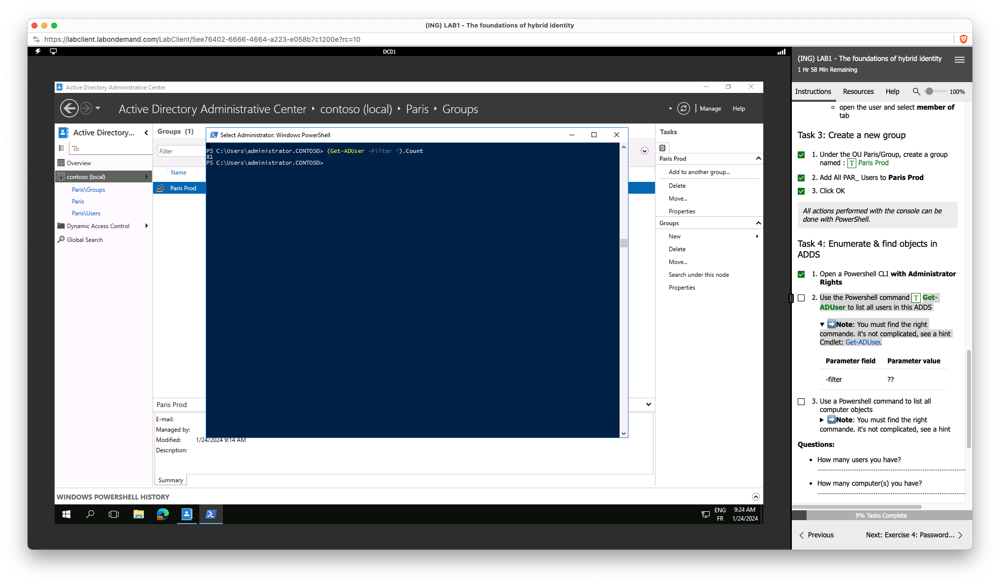 (ING) LAB1 - The foundations of hybrid identity
https://labclient.labondemand.com/LabClient/5ee76402-6666-4664-a223-e058b7c1200e?rc=10
DC01
Active Directory Administrative Center
Active Directory Administrative Center • contoso (local) • Paris • Groups
Manage
Help
Active Directory...
Overview
contoso (local)
Paris\Groups
Paris
Paris\Users
Dynamic Access Control
Global Search
Groups (1)
Filter
Name
Paris Prod
Select Administrator: Windows PowerShell
PS C:\Users\administrator.CONTOSO> (Get-ADUser -Filter *).Count
81
PS C:\Users\administrator.CONTOSO>
Paris Prod
E-mail:
Managed by:
Modified: 1/24/2024 9:14 AM
Description:
Summary
Tasks
Paris Prod
Add to another group...
Delete
Move...
Properties
Groups
New
Delete
Move...
Search under this node
Properties
WINDOWS POWERSHELL HISTORY
ENG
FR
9:24 AM
1/24/2024
(ING) LAB1 - The foundations of hybrid identity
1 Hr 58 Min Remaining
Instructions
Resources
Help
100%
open the user and select member of
tab
Task 3: Create a new group
1. Under the OU Paris/Group, create a group
named : T Paris Prod
2. Add All PAR_ Users to Paris Prod
3. Click OK
All actions performed with the console can be
done with PowerShell.
Task 4: Enumerate & find objects in
ADDS
1. Open a Powershell CLI with Administrator
Rights
2. Use the Powershell command T Get-
ADUser to list all users in this ADDS
Note: You must find the right
commande. it's not complicated, see a hint
Cmdlet: Get-ADUser.
Parameter field Parameter value
-filter ??
3. Use a Powershell command to list all
computer objects
Note: You must find the right
commande. it's not complicated, see a hint
Questions:
• How many users you have?
• How many computer(s) you have?
9% Tasks Complete
Previous
Next: Exercise 4: Password...